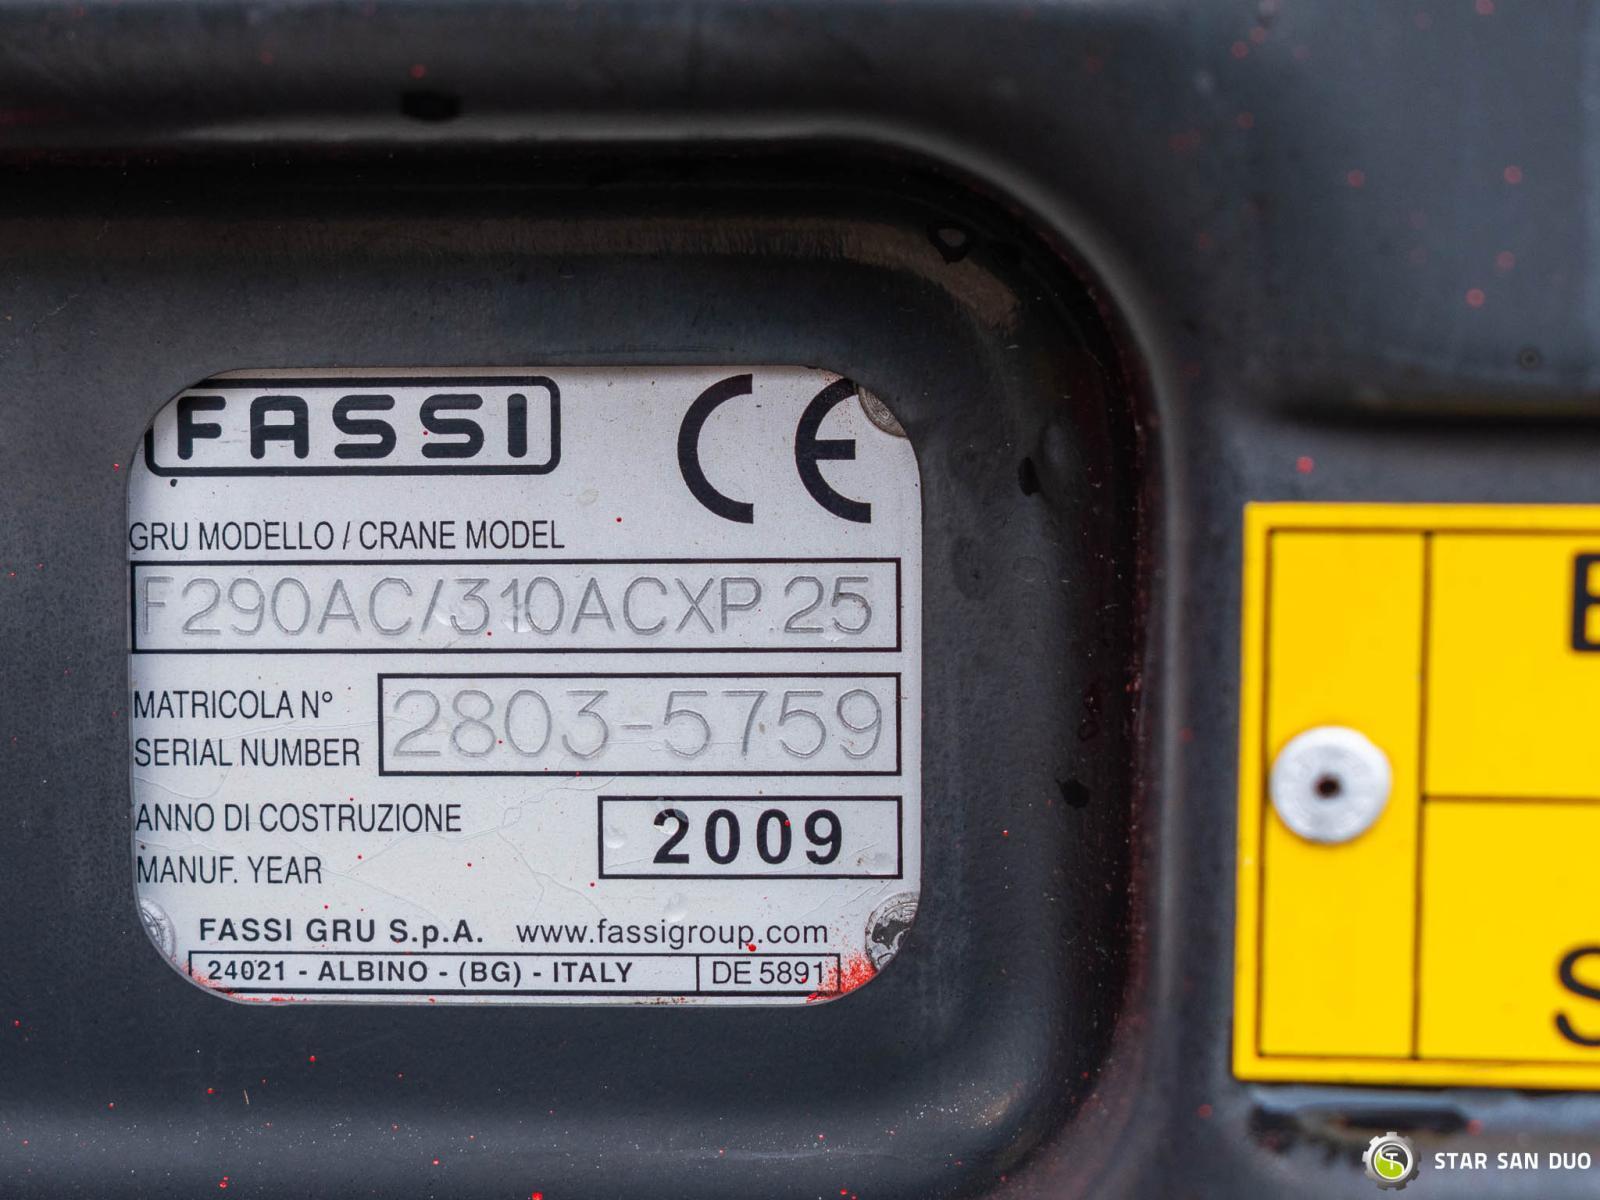 FASSI CE
GRU MODELLO / CRANE MODEL
F290AC/310ACXP.25
MATRICOLA N°
SERIAL NUMBER
2803-5759
ANNO DI COSTRUZIONE
MANUF. YEAR
2009
FASSI GRU S.p.A. www.fassigroup.com
24021 - ALBINO - (BG) - ITALY DE 5891
STAR SAN DUO